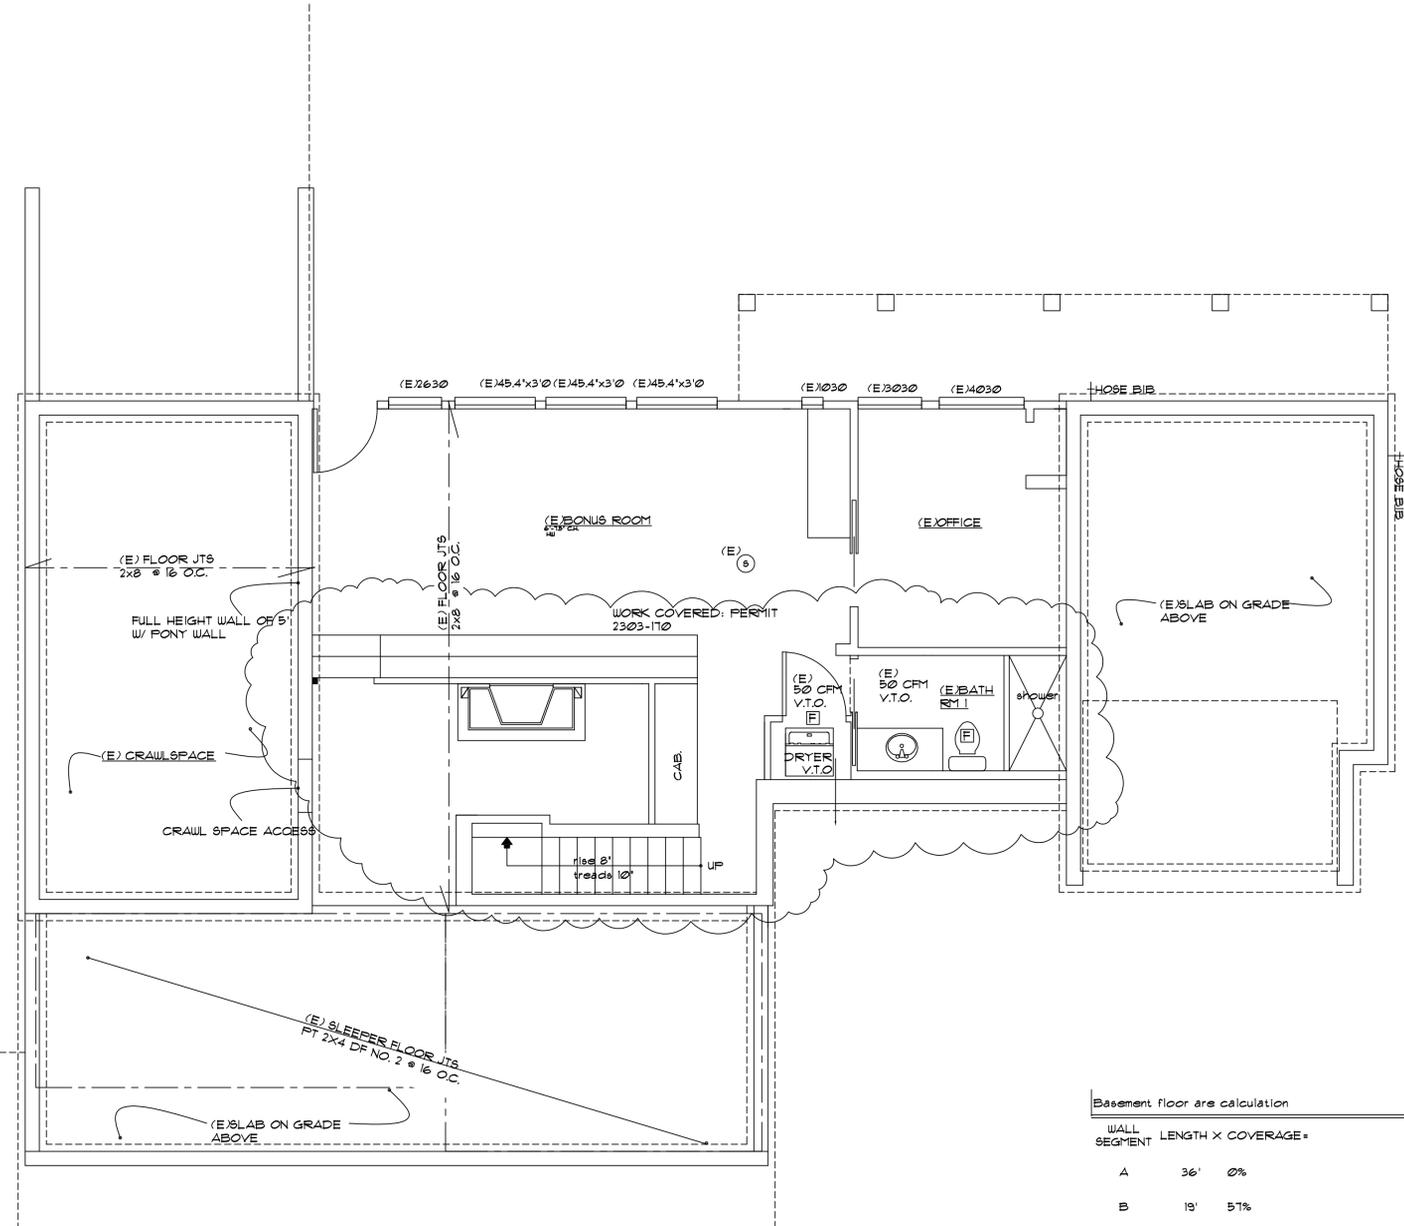 (E)2630
(E)45.4"x3'0
(E)45.4"x3'0
(E)45.4"x3'0
(E)1030
(E)3030
(E)4030
HOSE BIB
HOSE BIB
(E)BONUS ROOM
(E)OFFICE
(E)
S
(E) FLOOR JTS
2x8 @ 16 O.C.
(E) FLOOR JTS
2x8 @ 16 O.C.
FULL HEIGHT WALL OF 5'
W/ PONY WALL
WORK COVERED: PERMIT
2303-170
(E)SLAB ON GRADE
ABOVE
(E)
50 CFM
V.T.O.
F
(E)
50 CFM
V.T.O.
(E)BATH
RM 1
F
shower
DRYER
V.T.O
CAB.
(E) CRAWLSPACE
CRAWL SPACE ACCESS
rise 8"
treads 10"
UP
(E) SLEEPER FLOOR JTS
PT 2X4 DF NO. 2 @ 16 O.C.
(E)SLAB ON GRADE
ABOVE
Basement floor are calculation
WALL
SEGMENT LENGTH X COVERAGE=
A 36' 0%
B 19' 57%